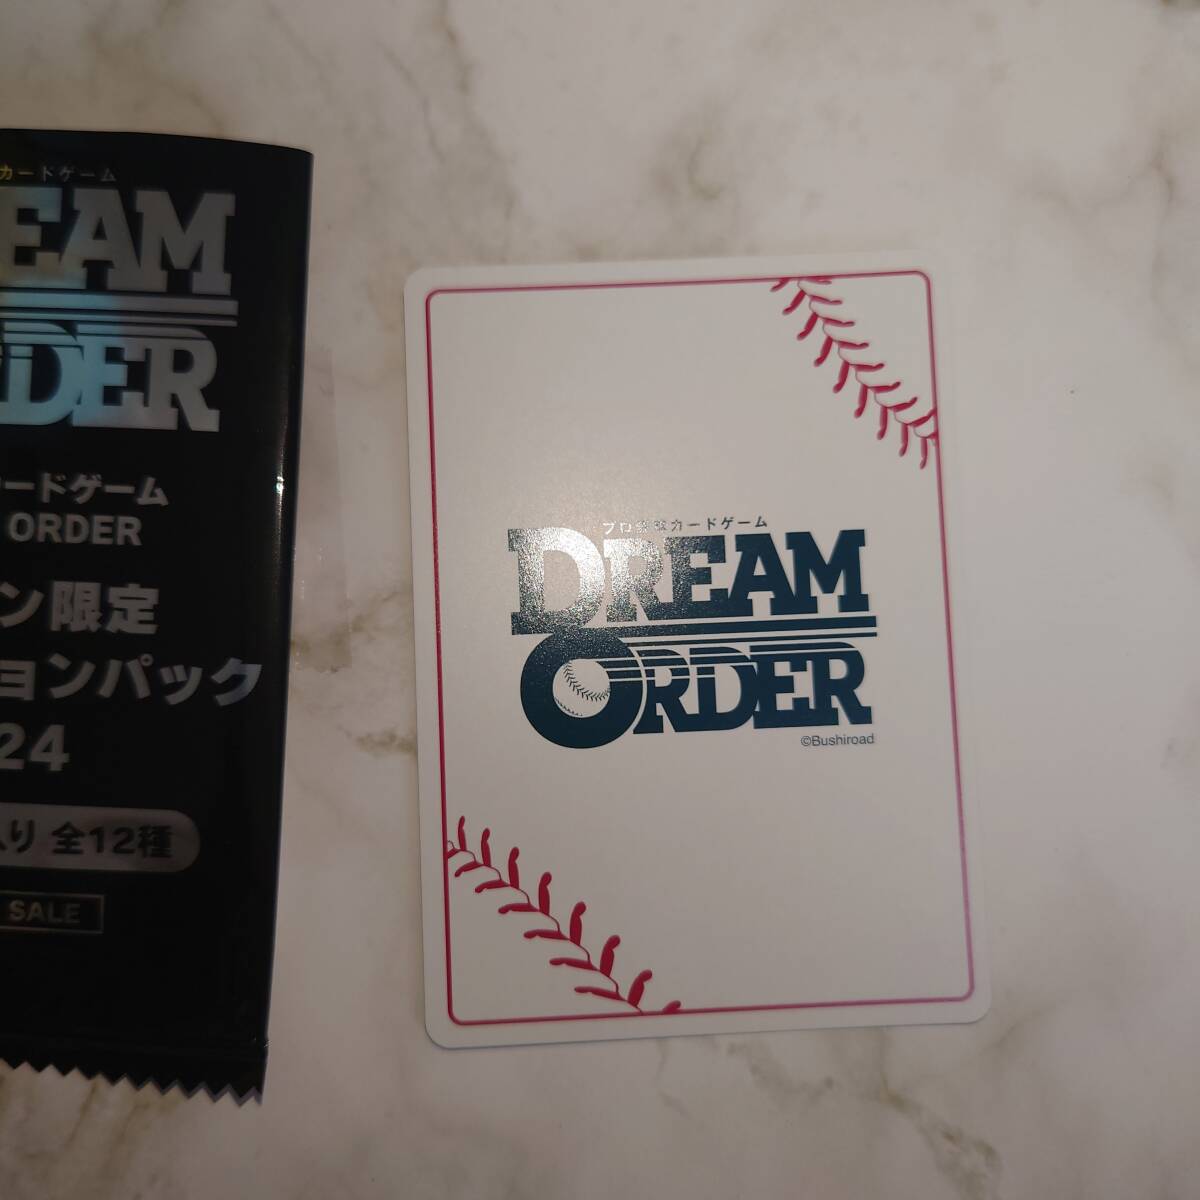 カードゲーム
REAM
RDER
ードゲーム
ORDER
ン限定
ョンパック
24
入り 全12種
SALE
プロ野球カードゲーム
DREAM
ORDER
©Bushiroad